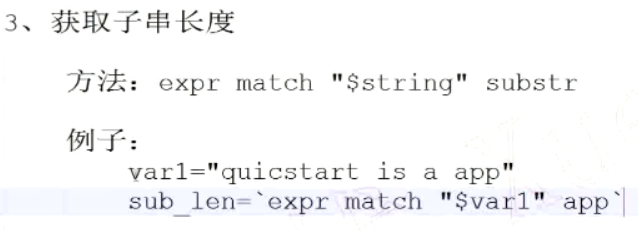 3、获取子串长度
方法：expr match "$string" substr
例子：
var1="quicstart is a app"
sub_len=`expr match "$var1" app`